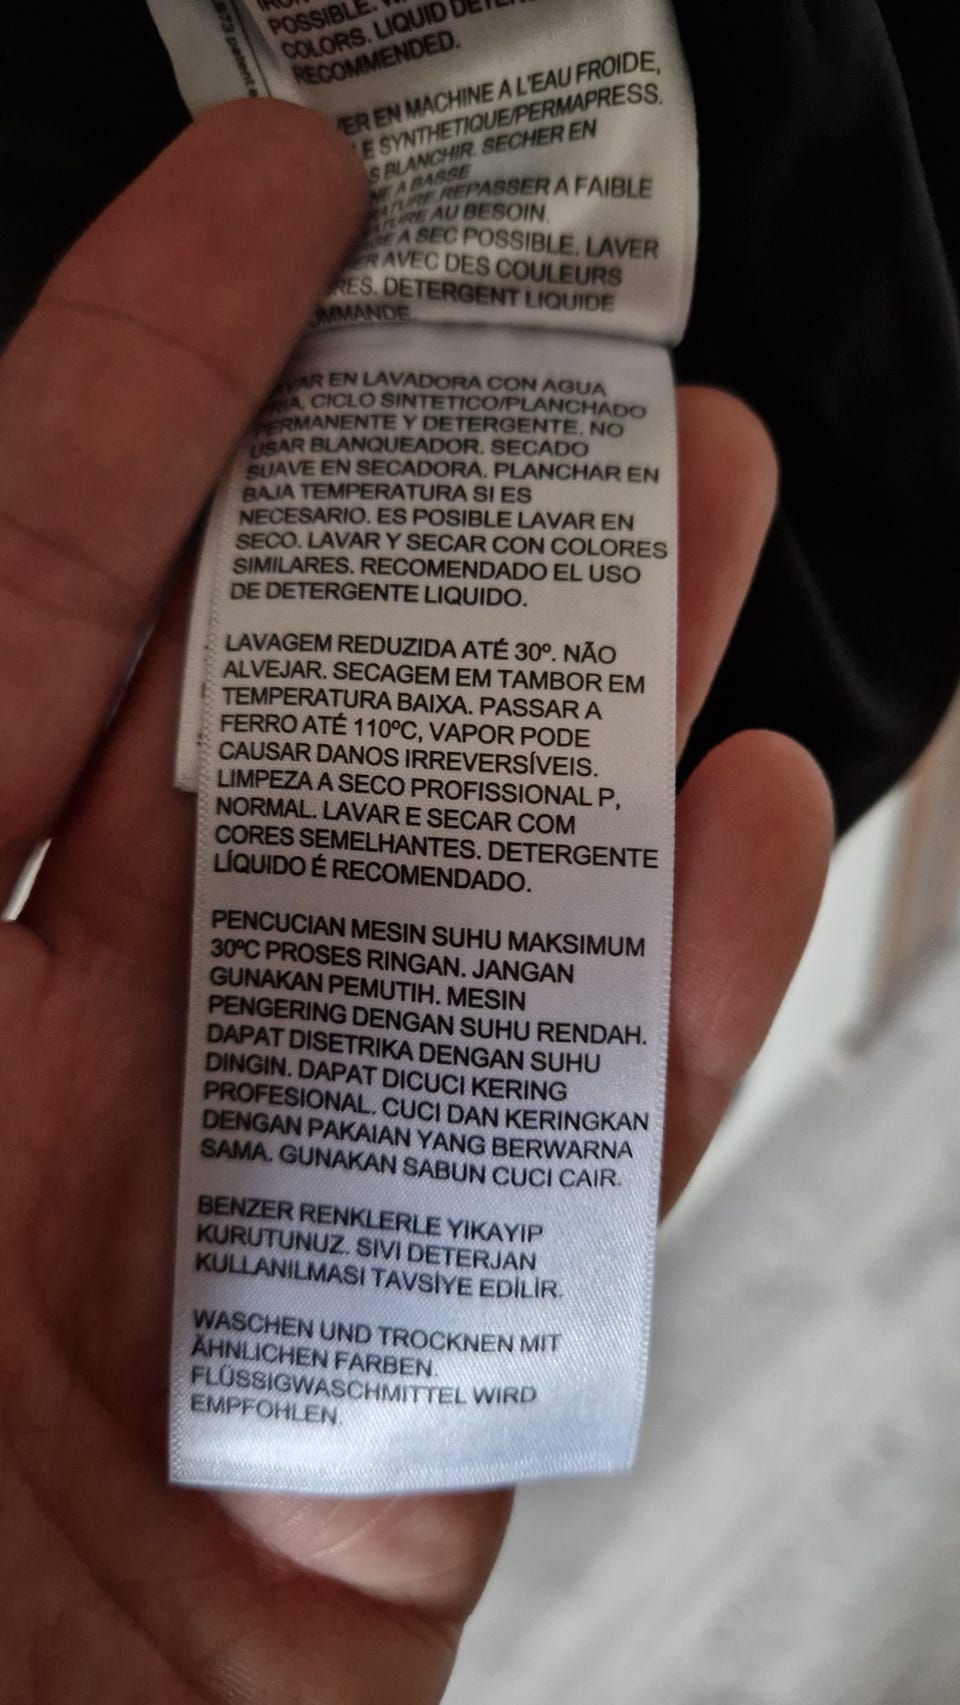 673 patent
POSSIBLE.
COLORS. LIQUID
RECOMMENDED.
EN MACHINE A L'EAU FROIDE,
SYNTHETIQUE/PERMAPRESS.
BLANCHIR. SECHER EN
A BASSE
REPASSER A FAIBLE
AU BESOIN.
A SEC POSSIBLE. LAVER
AVEC DES COULEURS
DETERGENT LIQUIDE
EN LAVADORA CON AGUA
CICLO SINTETICO/PLANCHADO
PERMANENTE Y DETERGENTE. NO
USAR BLANQUEADOR. SECADO
SUAVE EN SECADORA. PLANCHAR EN
BAJA TEMPERATURA SI ES
NECESARIO. ES POSIBLE LAVAR EN
SECO. LAVAR Y SECAR CON COLORES
SIMILARES. RECOMENDADO EL USO
DE DETERGENTE LIQUIDO.
LAVAGEM REDUZIDA ATÉ 30º. NÃO
ALVEJAR. SECAGEM EM TAMBOR EM
TEMPERATURA BAIXA. PASSAR A
FERRO ATÉ 110ºC, VAPOR PODE
CAUSAR DANOS IRREVERSÍVEIS.
LIMPEZA A SECO PROFISSIONAL P,
NORMAL. LAVAR E SECAR COM
CORES SEMELHANTES. DETERGENTE
LÍQUIDO É RECOMENDADO.
PENCUCIAN MESIN SUHU MAKSIMUM
30ºC PROSES RINGAN. JANGAN
GUNAKAN PEMUTIH. MESIN
PENGERING DENGAN SUHU RENDAH.
DAPAT DISETRIKA DENGAN SUHU
DINGIN. DAPAT DICUCI KERING
PROFESIONAL. CUCI DAN KERINGKAN
DENGAN PAKAIAN YANG BERWARNA
SAMA. GUNAKAN SABUN CUCI CAIR.
BENZER RENKLERLE YIKAYIP
KURUTUNUZ. SIVI DETERJAN
KULLANILMASI TAVSİYE EDİLİR.
WASCHEN UND TROCKNEN MIT
ÄHNLICHEN FARBEN.
FLÜSSIGWASCHMITTEL WIRD
EMPFOHLEN.